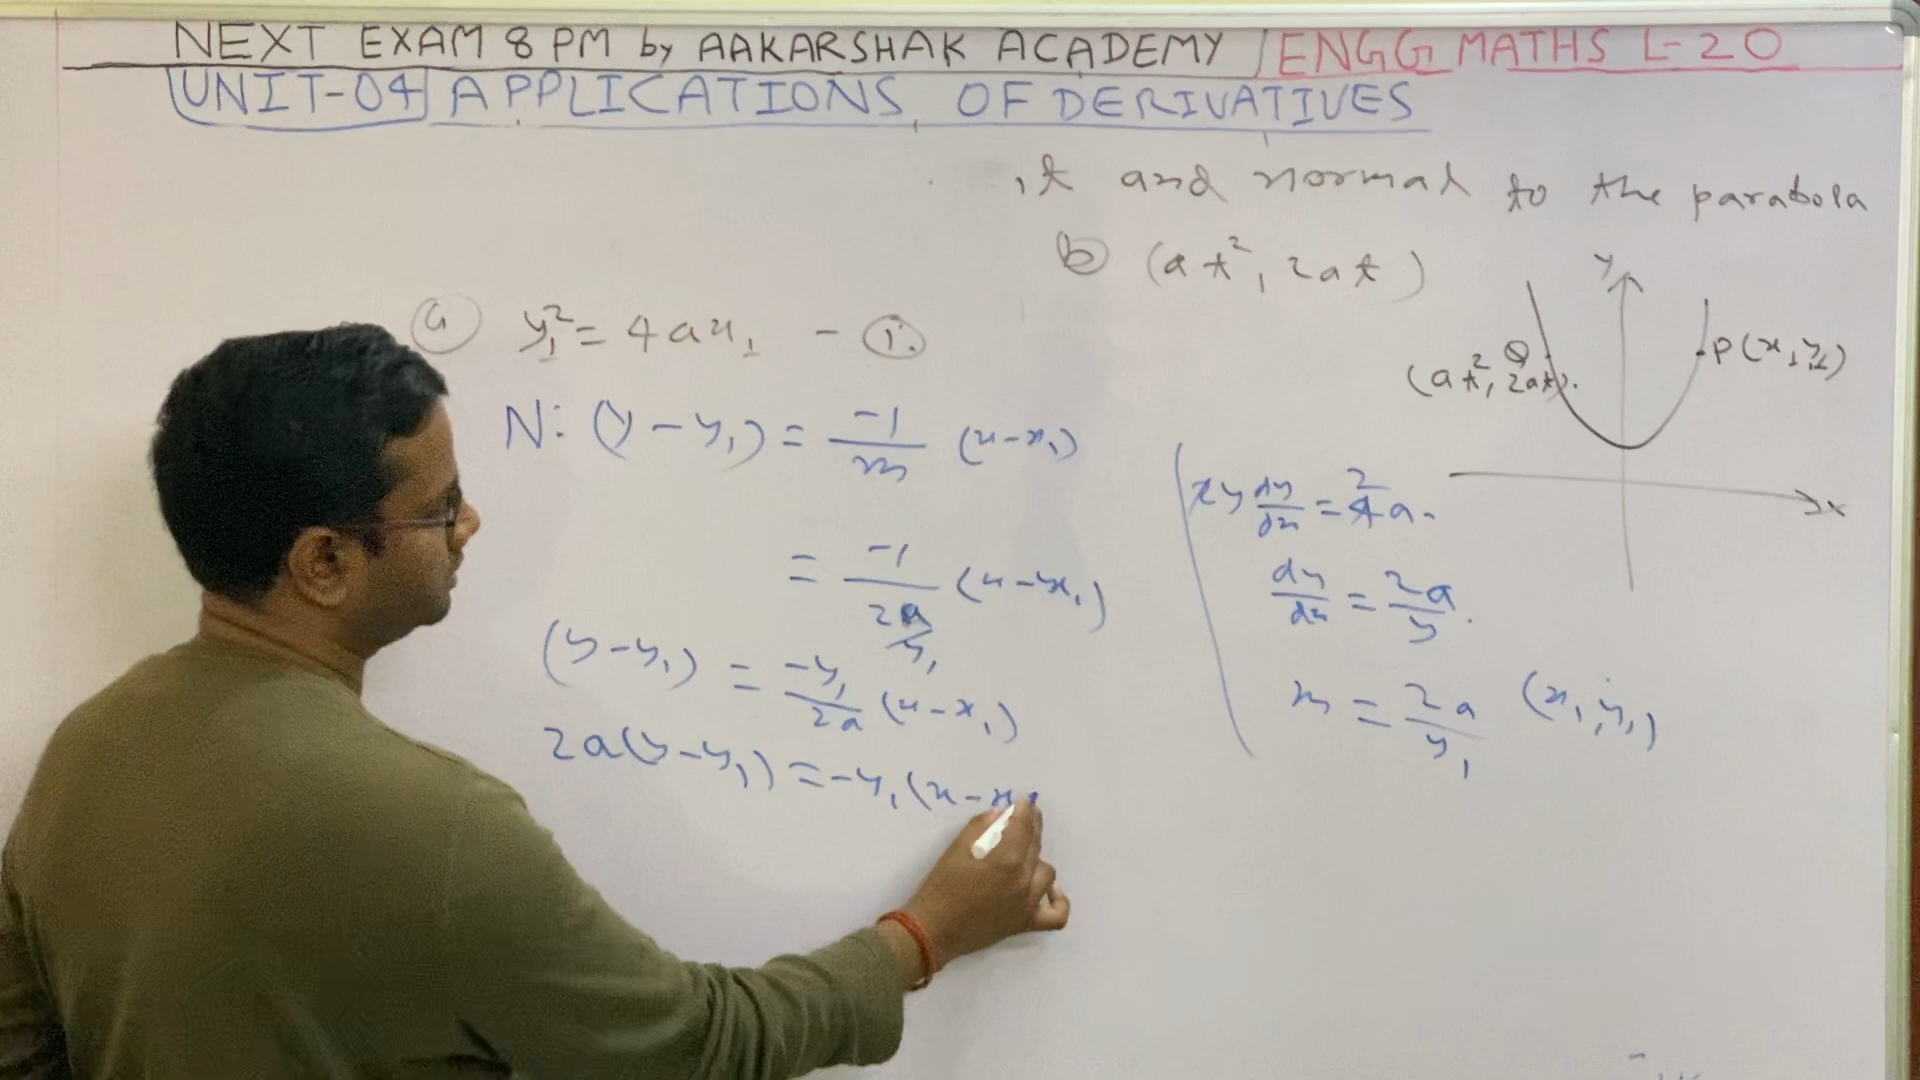 NEXT EXAM 8 PM by AAKARSHAK ACADEMY ENGG MATHS L-20
UNIT-04 APPLICATIONS OF DERIVATIVES
t and normal to the parabola
(b) (at², 2at)
(a) y₁² = 4ax₁ - (i).
N: (y - y₁) = -1/m (x - x₁)
= -1/(2a/y₁) (x - x₁)
(y - y₁) = -y₁/2a (x - x₁)
2a(y - y₁) = -y₁(x - x
y
Q
(at², 2at).
P(x₁, y₁)
x
2y dy/dx = 4a. 2
dy/dx = 2a/y.
m = 2a/y₁ (x₁, y₁)